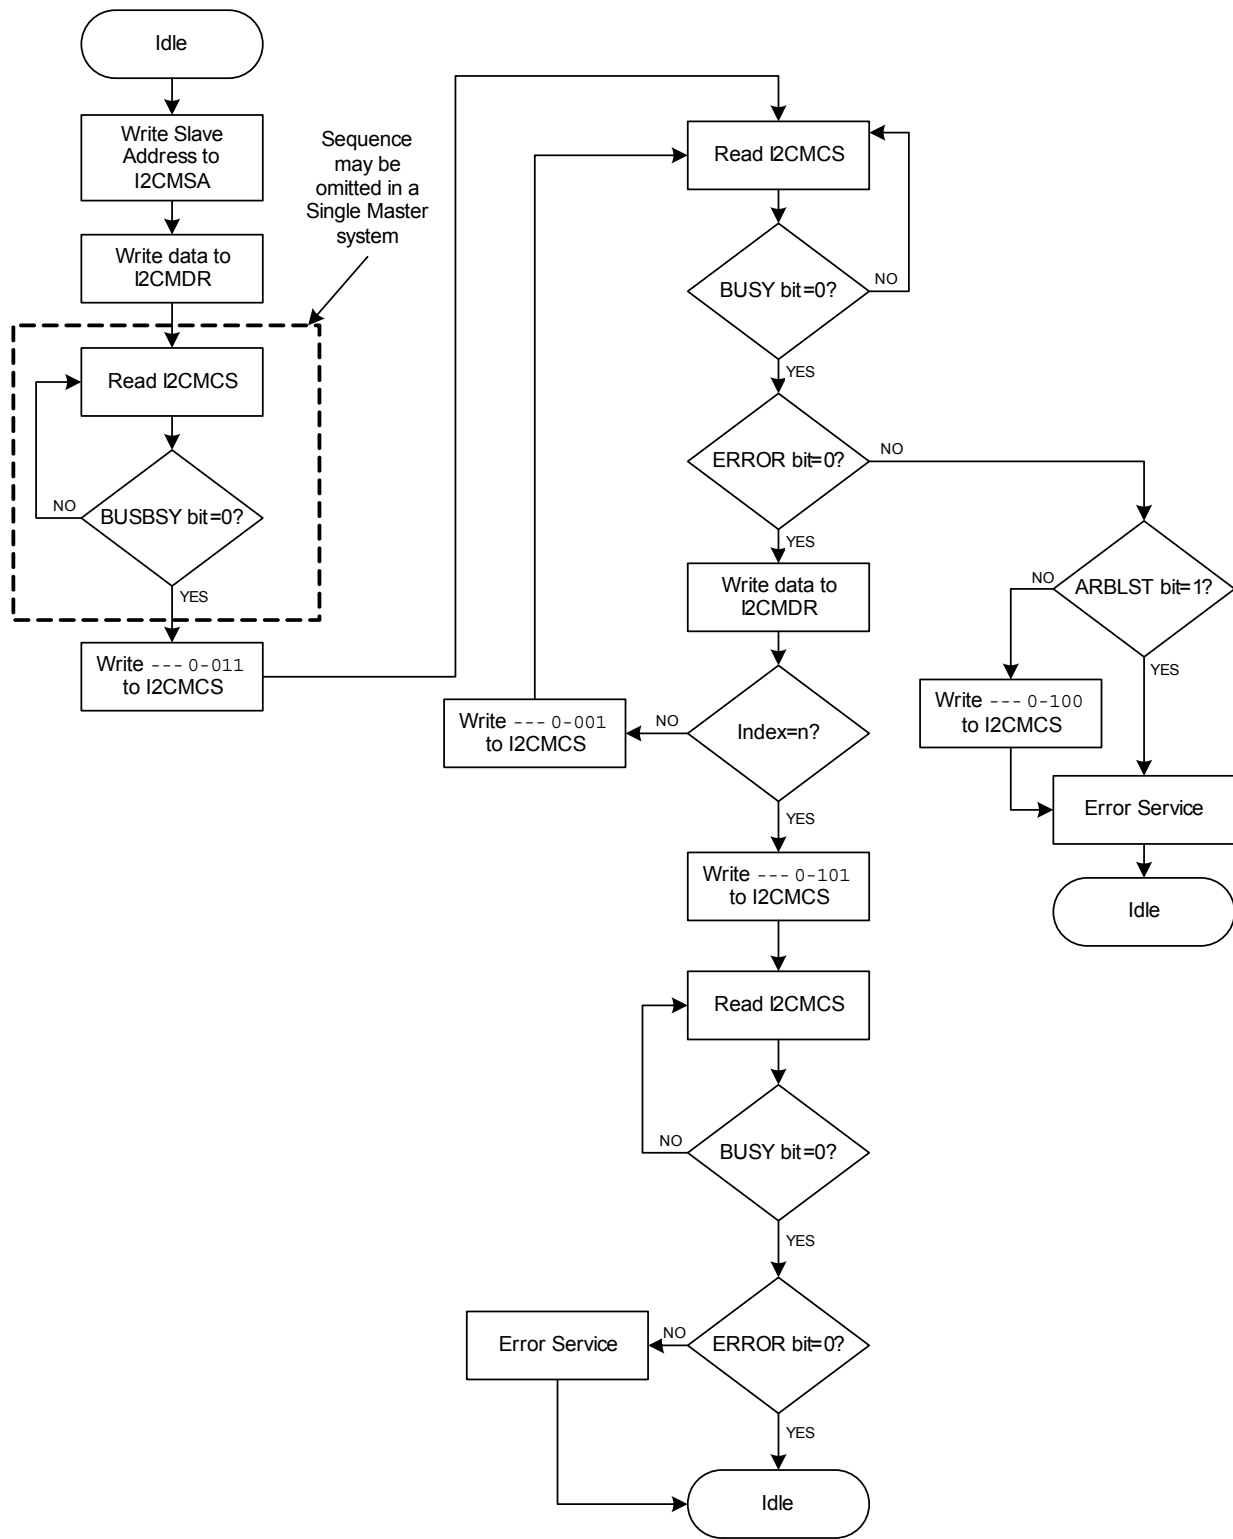 Idle
Write Slave
Address to
I2CMSA
Write data to
I2CMDR
Sequence
may be
omitted in a
Single Master
system
Read I2CMCS
BUSBSY bit=0?
NO
YES
Write --- 0-011
to I2CMCS
Read I2CMCS
BUSY bit=0?
NO
YES
ERROR bit=0?
NO
YES
Write data to
I2CMDR
Index=n?
NO
Write --- 0-001
to I2CMCS
YES
ARBLST bit=1?
NO
YES
Write --- 0-100
to I2CMCS
Error Service
Idle
Write --- 0-101
to I2CMCS
Read I2CMCS
BUSY bit=0?
NO
YES
ERROR bit=0?
NO
Error Service
YES
Idle